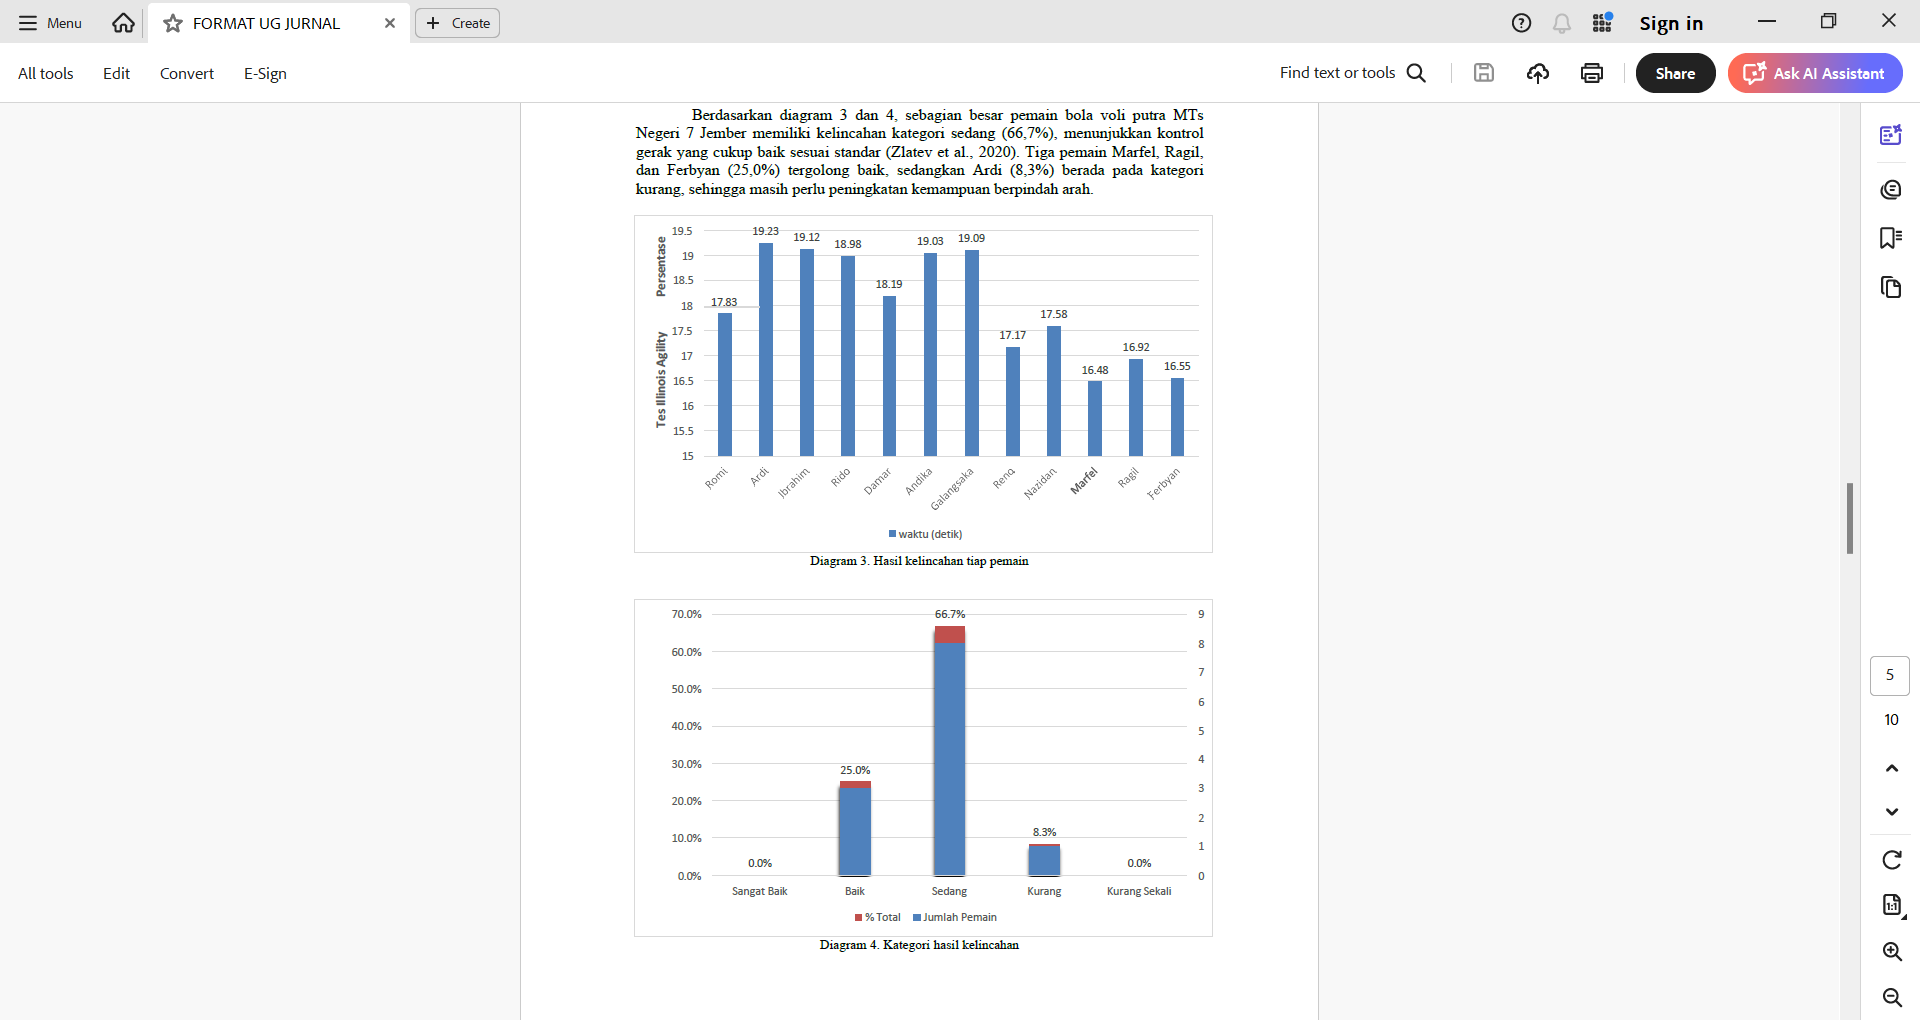 Menu
FORMAT UG JURNAL
Create
Sign in
All tools
Edit
Convert
E-Sign
Find text or tools
Share
Ask AI Assistant
Berdasarkan diagram 3 dan 4, sebagian besar pemain bola voli putra MTs
Negeri 7 Jember memiliki kelincahan kategori sedang (66,7%), menunjukkan kontrol
gerak yang cukup baik sesuai standar (Zlatev et al., 2020). Tiga pemain Marfel, Ragil,
dan Ferbyan (25,0%) tergolong baik, sedangkan Ardi (8,3%) berada pada kategori
kurang, sehingga masih perlu peningkatan kemampuan berpindah arah.
Tes Illinois Agility Persentase
19.5
19
18.5
18
17.5
17
16.5
16
15.5
15
17.83
19.23
19.12
18.98
18.19
19.03
19.09
17.17
17.58
16.48
16.92
16.55
Romi
Ardi
Ibrahim
Rido
Damar
Andika
Galangsaka
Reno
Nazidan
Marfel
Ragil
Ferbyan
waktu (detik)
Diagram 3. Hasil kelincahan tiap pemain
70.0%
60.0%
50.0%
40.0%
30.0%
20.0%
10.0%
0.0%
0.0%
25.0%
66.7%
8.3%
0.0%
9
8
7
6
5
4
3
2
1
0
Sangat Baik
Baik
Sedang
Kurang
Kurang Sekali
% Total
Jumlah Pemain
Diagram 4. Kategori hasil kelincahan
5
10
1:1